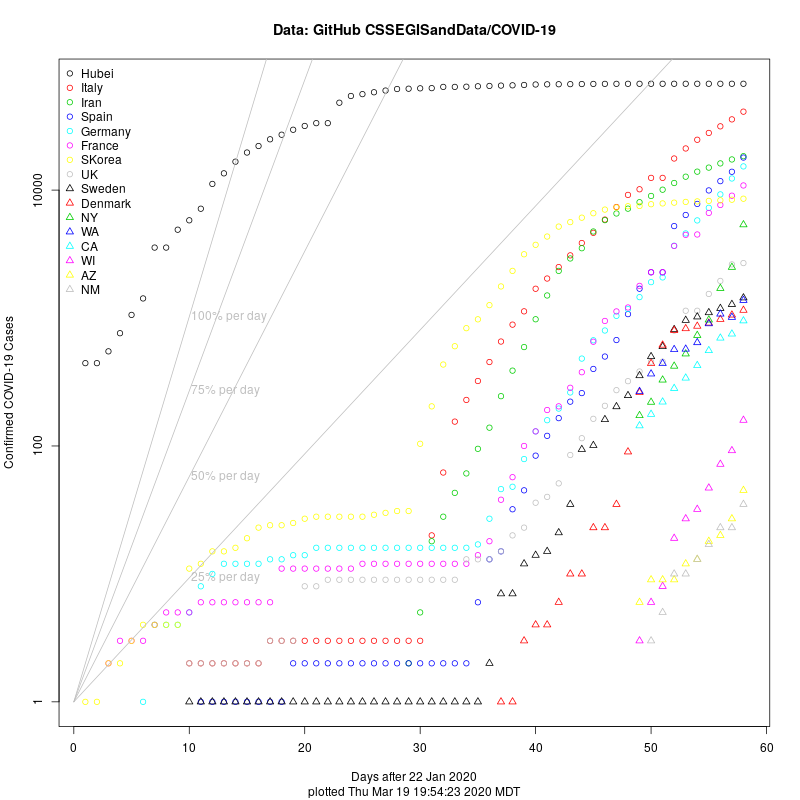 Data: GitHub CSSEGISandData/COVID-19
Hubei
Italy
Iran
Spain
Germany
France
SKorea
UK
Sweden
Denmark
NY
WA
CA
WI
AZ
NM
100% per day
75% per day
50% per day
25% per day
Confirmed COVID-19 Cases
10000
100
1
0 10 20 30 40 50 60
Days after 22 Jan 2020
plotted Thu Mar 19 19:54:23 2020 MDT